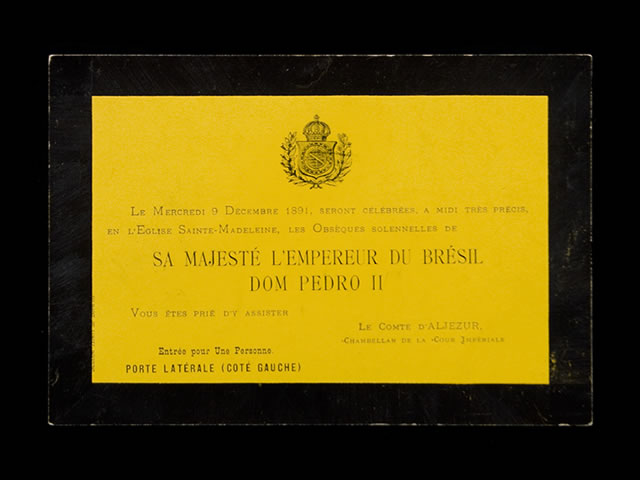 Le Mercredi 9 Décembre 1891, seront célébrées, a midi très précis,
en l'Eglise Sainte-Madeleine, les Obsèques solennelles de
SA MAJESTÉ L'EMPEREUR DU BRÉSIL
DOM PEDRO II
Vous êtes prié d'y assister
Le Comte d'ALJEZUR,
Chambellan de la Cour Impériale
Entrée pour Une Personne.
PORTE LATÉRALE (COTÉ GAUCHE)